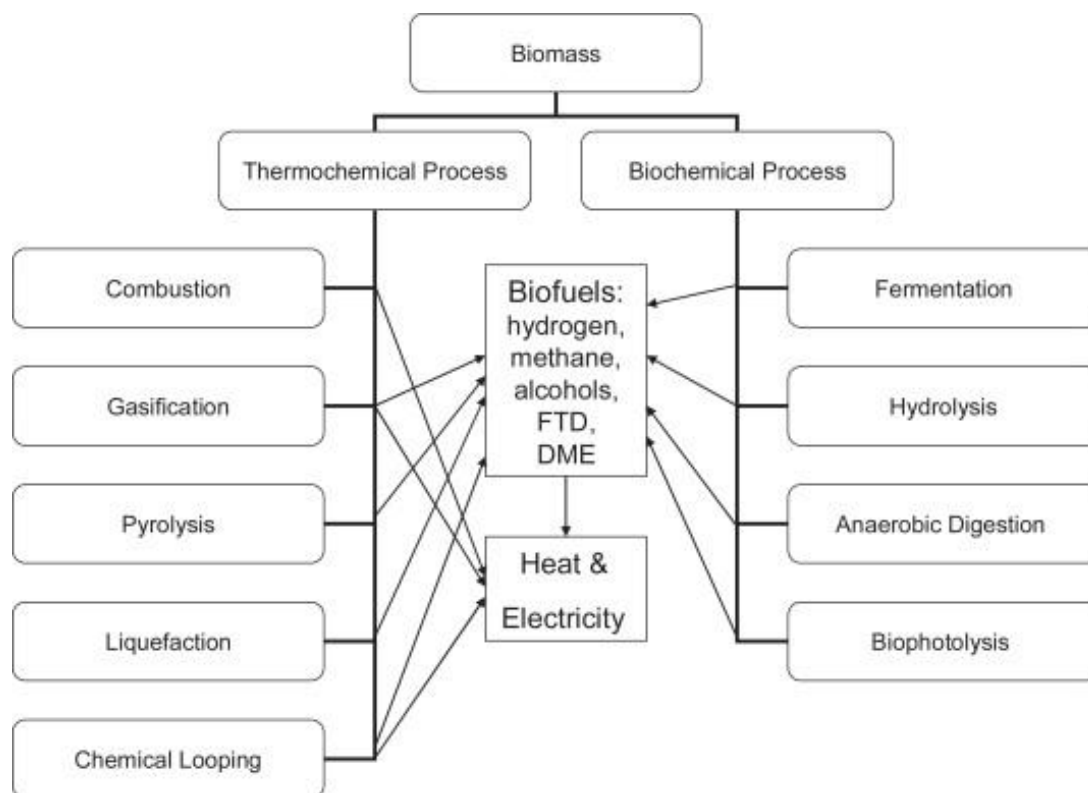 Biomass
Thermochemical Process
Biochemical Process
Combustion
Gasification
Pyrolysis
Liquefaction
Chemical Looping
Biofuels:
hydrogen,
methane,
alcohols,
FTD,
DME
Heat &
Electricity
Fermentation
Hydrolysis
Anaerobic Digestion
Biophotolysis